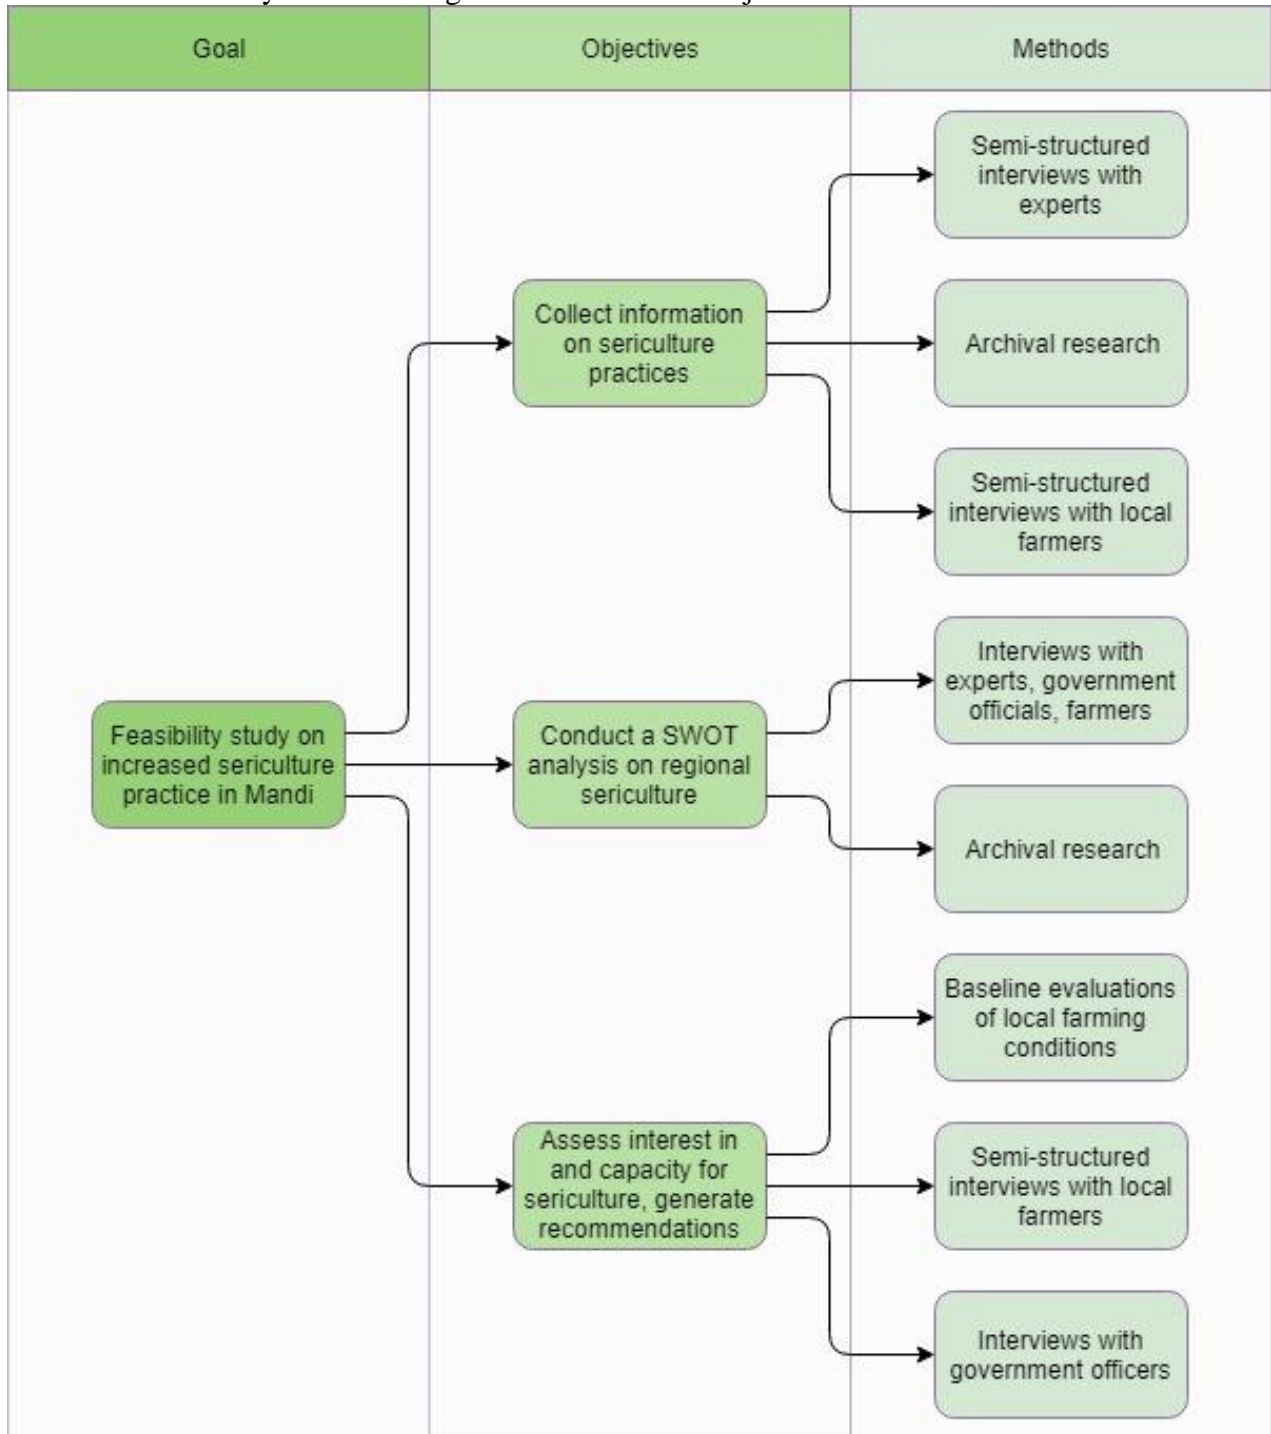 Goal
Objectives
Methods
Semi-structured
interviews with
experts
Collect information
on sericulture
practices
Archival research
Semi-structured
interviews with local
farmers
Interviews with
experts, government
officials, farmers
Feasibility study on
increased sericulture
practice in Mandi
Conduct a SWOT
analysis on regional
sericulture
Archival research
Baseline evaluations
of local farming
conditions
Assess interest in
and capacity for
sericulture, generate
recommendations
Semi-structured
interviews with local
farmers
Interviews with
government officers